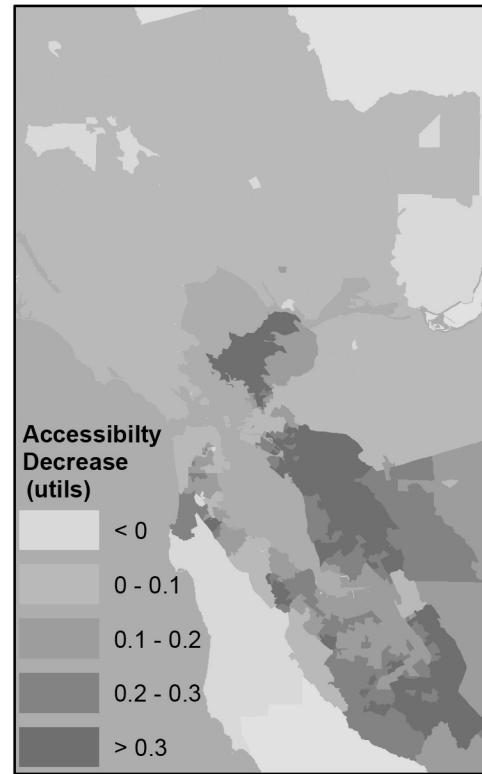 Accessibilty
Decrease
(utils)
< 0
0 - 0.1
0.1 - 0.2
0.2 - 0.3
> 0.3